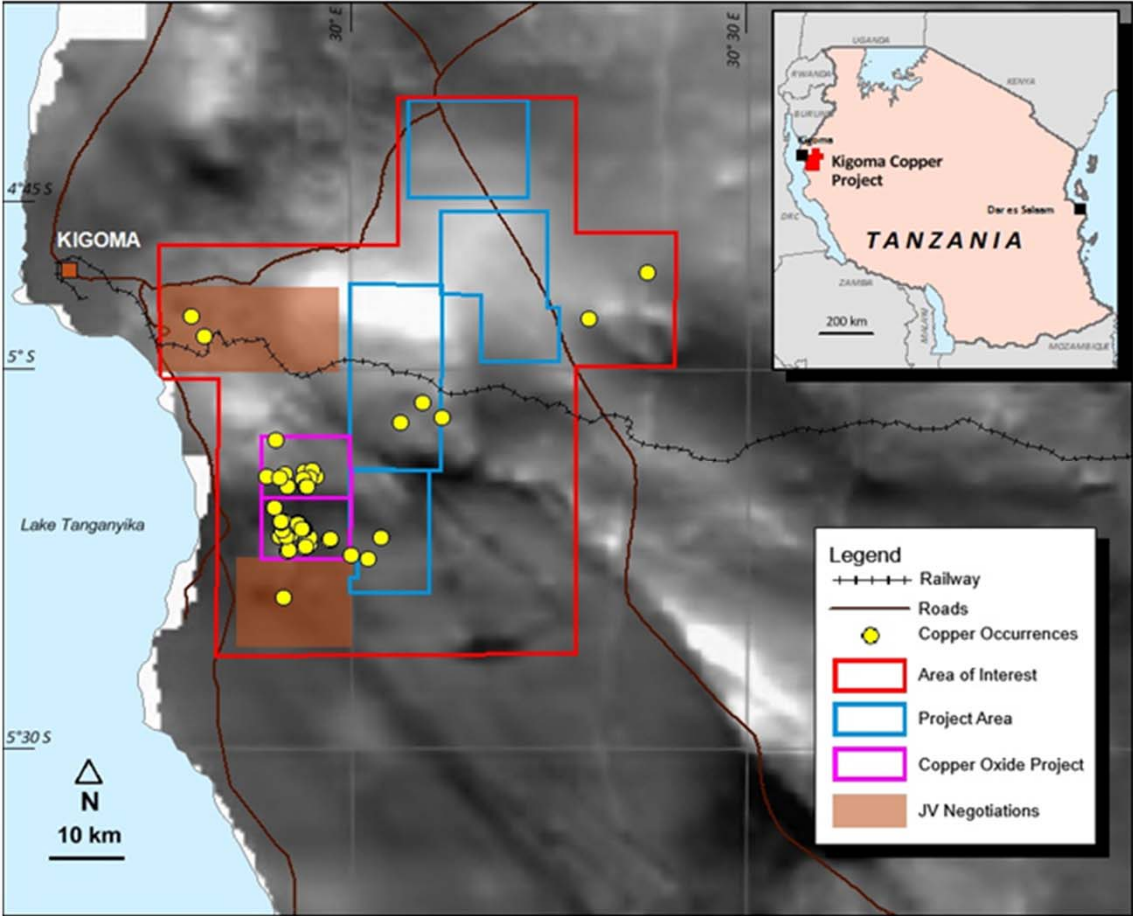 30° E
30° 30 E
4°45 S
KIGOMA
5° S
Lake Tanganyika
5°30 S
N
10 km
UGANDA
RWANDA
KENYA
BURUNDI
Kigoma
Kigoma Copper
Project
DRC
Dar es Salaam
TANZANIA
ZAMBIA
MALAWI
200 km
MOZAMBIQUE
Legend
Railway
Roads
Copper Occurrences
Area of Interest
Project Area
Copper Oxide Project
JV Negotiations